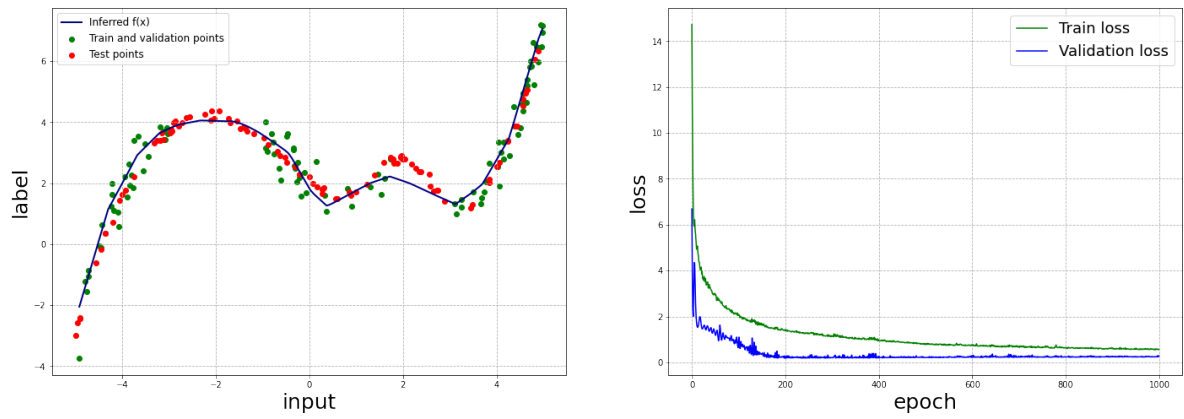 Inferred f(x)
Train and validation points
Test points
label
6
4
2
0
−2
−4
−4
−2
0
2
4
input
Train loss
Validation loss
loss
14
12
10
8
6
4
2
0
0
200
400
600
800
1000
epoch